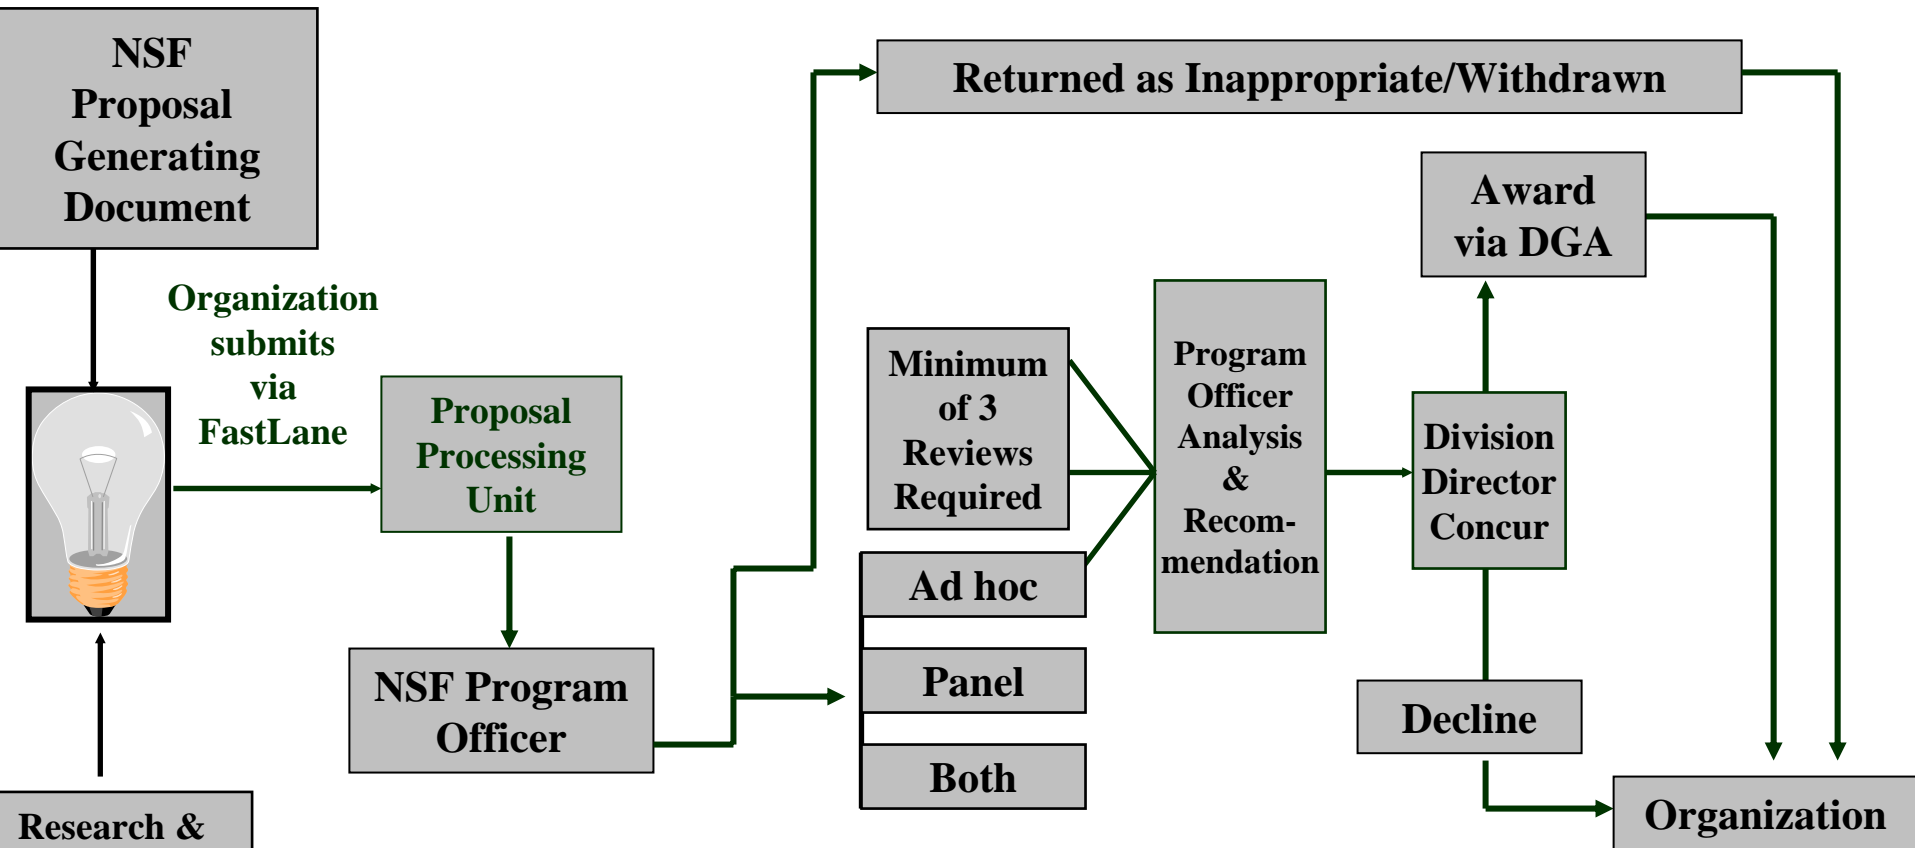 NSF
Proposal
Generating
Document
Organization
submits
via
FastLane
Research &
Proposal
Processing
Unit
NSF Program
Officer
Returned as Inappropriate/Withdrawn
Minimum
of 3
Reviews
Required
Ad hoc
Panel
Both
Program
Officer
Analysis
&
Recom-
mendation
Division
Director
Concur
Award
via DGA
Decline
Organization